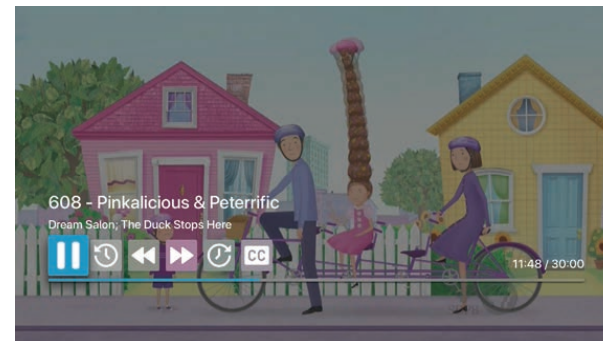 608 - Pinkalicious & Peterrific
Dream Salon; The Duck Stops Here
CC
11:48 / 30:00